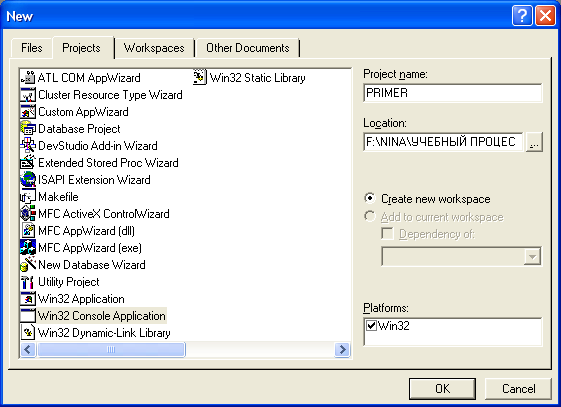 New
Files Projects Workspaces Other Documents
ATL COM AppWizard
Cluster Resource Type Wizard
Custom AppWizard
Database Project
DevStudio Add-in Wizard
Extended Stored Proc Wizard
ISAPI Extension Wizard
Makefile
MFC ActiveX ControlWizard
MFC AppWizard (dll)
MFC AppWizard (exe)
New Database Wizard
Utility Project
Win32 Application
Win32 Console Application
Win32 Dynamic-Link Library
Win32 Static Library
Project name:
PRIMER
Location:
F:\NINA\УЧЕБНЫЙ ПРОЦЕС
...
Create new workspace
Add to current workspace
Dependency of:
Platforms:
Win32
OK Cancel